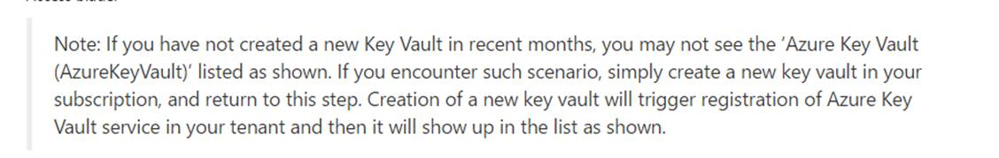 Note: If you have not created a new Key Vault in recent months, you may not see the 'Azure Key Vault
(AzureKeyVault)' listed as shown. If you encounter such scenario, simply create a new key vault in your
subscription, and return to this step. Creation of a new key vault will trigger registration of Azure Key
Vault service in your tenant and then it will show up in the list as shown.